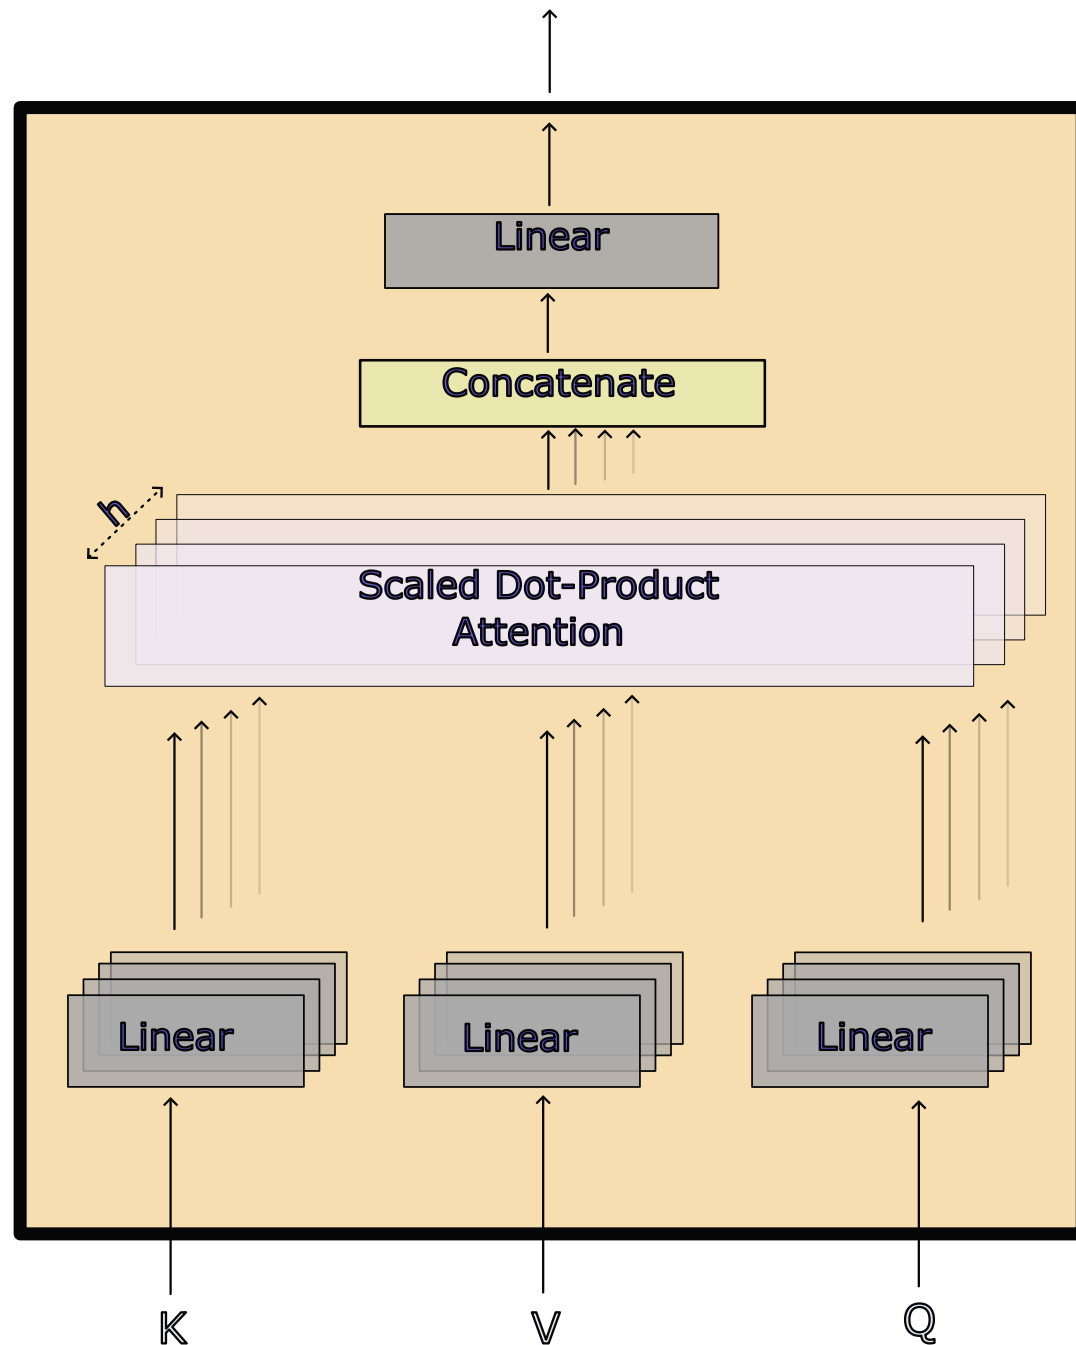 Linear
Concatenate
h
Scaled Dot-Product
Attention
Linear
Linear
Linear
K
V
Q